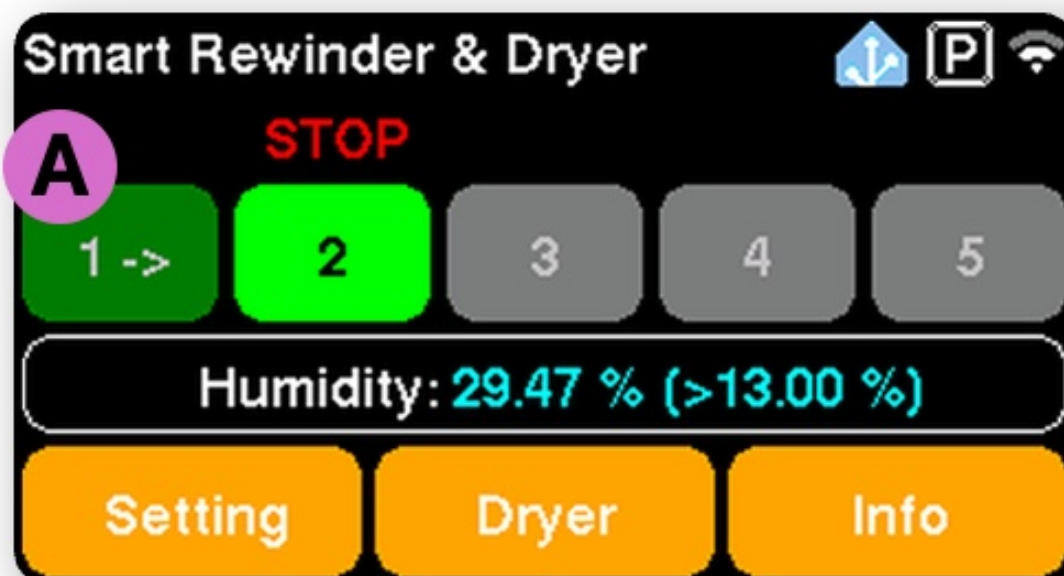 Smart Rewinder & Dryer P
STOP
A
1 -> 2 3 4 5
Humidity: 29.47 % (>13.00 %)
Setting Dryer Info